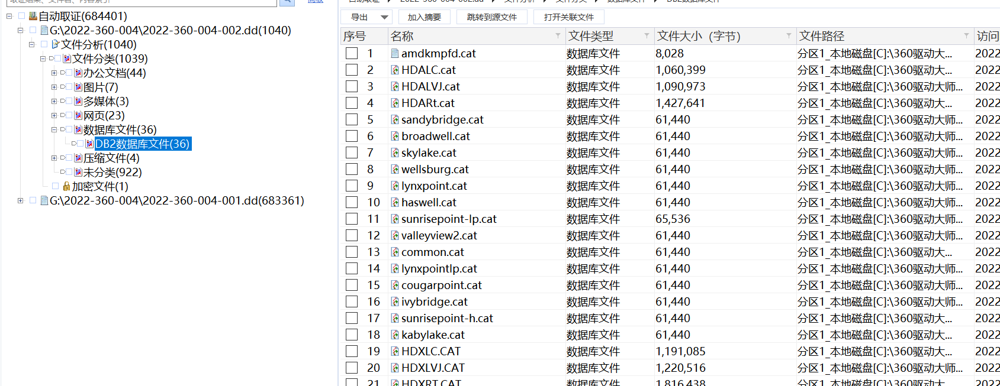 自动取证(684401)
G:\2022-360-004\2022-360-004-002.dd(1040)
文件分析(1040)
文件分类(1039)
办公文档(44)
图片(7)
多媒体(3)
网页(23)
数据库文件(36)
DB2数据库文件(36)
压缩文件(4)
未分类(922)
加密文件(1)
G:\2022-360-004\2022-360-004-001.dd(683361)
导出 加入摘要 跳转到源文件 打开关联文件
序号 名称 文件类型 文件大小（字节） 文件路径 访问
1 amdkmpfd.cat 数据库文件 8,028 分区1_本地磁盘[C]:\360驱动大... 2022
2 HDALC.cat 数据库文件 1,060,399 分区1_本地磁盘[C]:\360驱动大... 2022
3 HDALVJ.cat 数据库文件 1,090,973 分区1_本地磁盘[C]:\360驱动大师... 2022
4 HDARt.cat 数据库文件 1,427,641 分区1_本地磁盘[C]:\360驱动大... 2022
5 sandybridge.cat 数据库文件 61,440 分区1_本地磁盘[C]:\360驱动大师... 2022
6 broadwell.cat 数据库文件 61,440 分区1_本地磁盘[C]:\360驱动大师... 2022
7 skylake.cat 数据库文件 61,440 分区1_本地磁盘[C]:\360驱动大师... 2022
8 wellsburg.cat 数据库文件 61,440 分区1_本地磁盘[C]:\360驱动大师... 2022
9 lynxpoint.cat 数据库文件 61,440 分区1_本地磁盘[C]:\360驱动大... 2022
10 haswell.cat 数据库文件 61,440 分区1_本地磁盘[C]:\360驱动大师... 2022
11 sunrisepoint-lp.cat 数据库文件 65,536 分区1_本地磁盘[C]:\360驱动大... 2022
12 valleyview2.cat 数据库文件 61,440 分区1_本地磁盘[C]:\360驱动大师... 2022
13 common.cat 数据库文件 61,440 分区1_本地磁盘[C]:\360驱动大... 2022
14 lynxpointlp.cat 数据库文件 61,440 分区1_本地磁盘[C]:\360驱动大师... 2022
15 cougarpoint.cat 数据库文件 61,440 分区1_本地磁盘[C]:\360驱动大... 2022
16 ivybridge.cat 数据库文件 61,440 分区1_本地磁盘[C]:\360驱动大师... 2022
17 sunrisepoint-h.cat 数据库文件 61,440 分区1_本地磁盘[C]:\360驱动大... 2022
18 kabylake.cat 数据库文件 61,440 分区1_本地磁盘[C]:\360驱动大... 2022
19 HDXLC.CAT 数据库文件 1,191,085 分区1_本地磁盘[C]:\360驱动大... 2022
20 HDXLVJ.CAT 数据库文件 1,220,516 分区1_本地磁盘[C]:\360驱动大师... 2022
21 HDXRT.CAT 数据库文件 1,816,438 分区1_本地磁盘[C]:\360驱动大... 2022